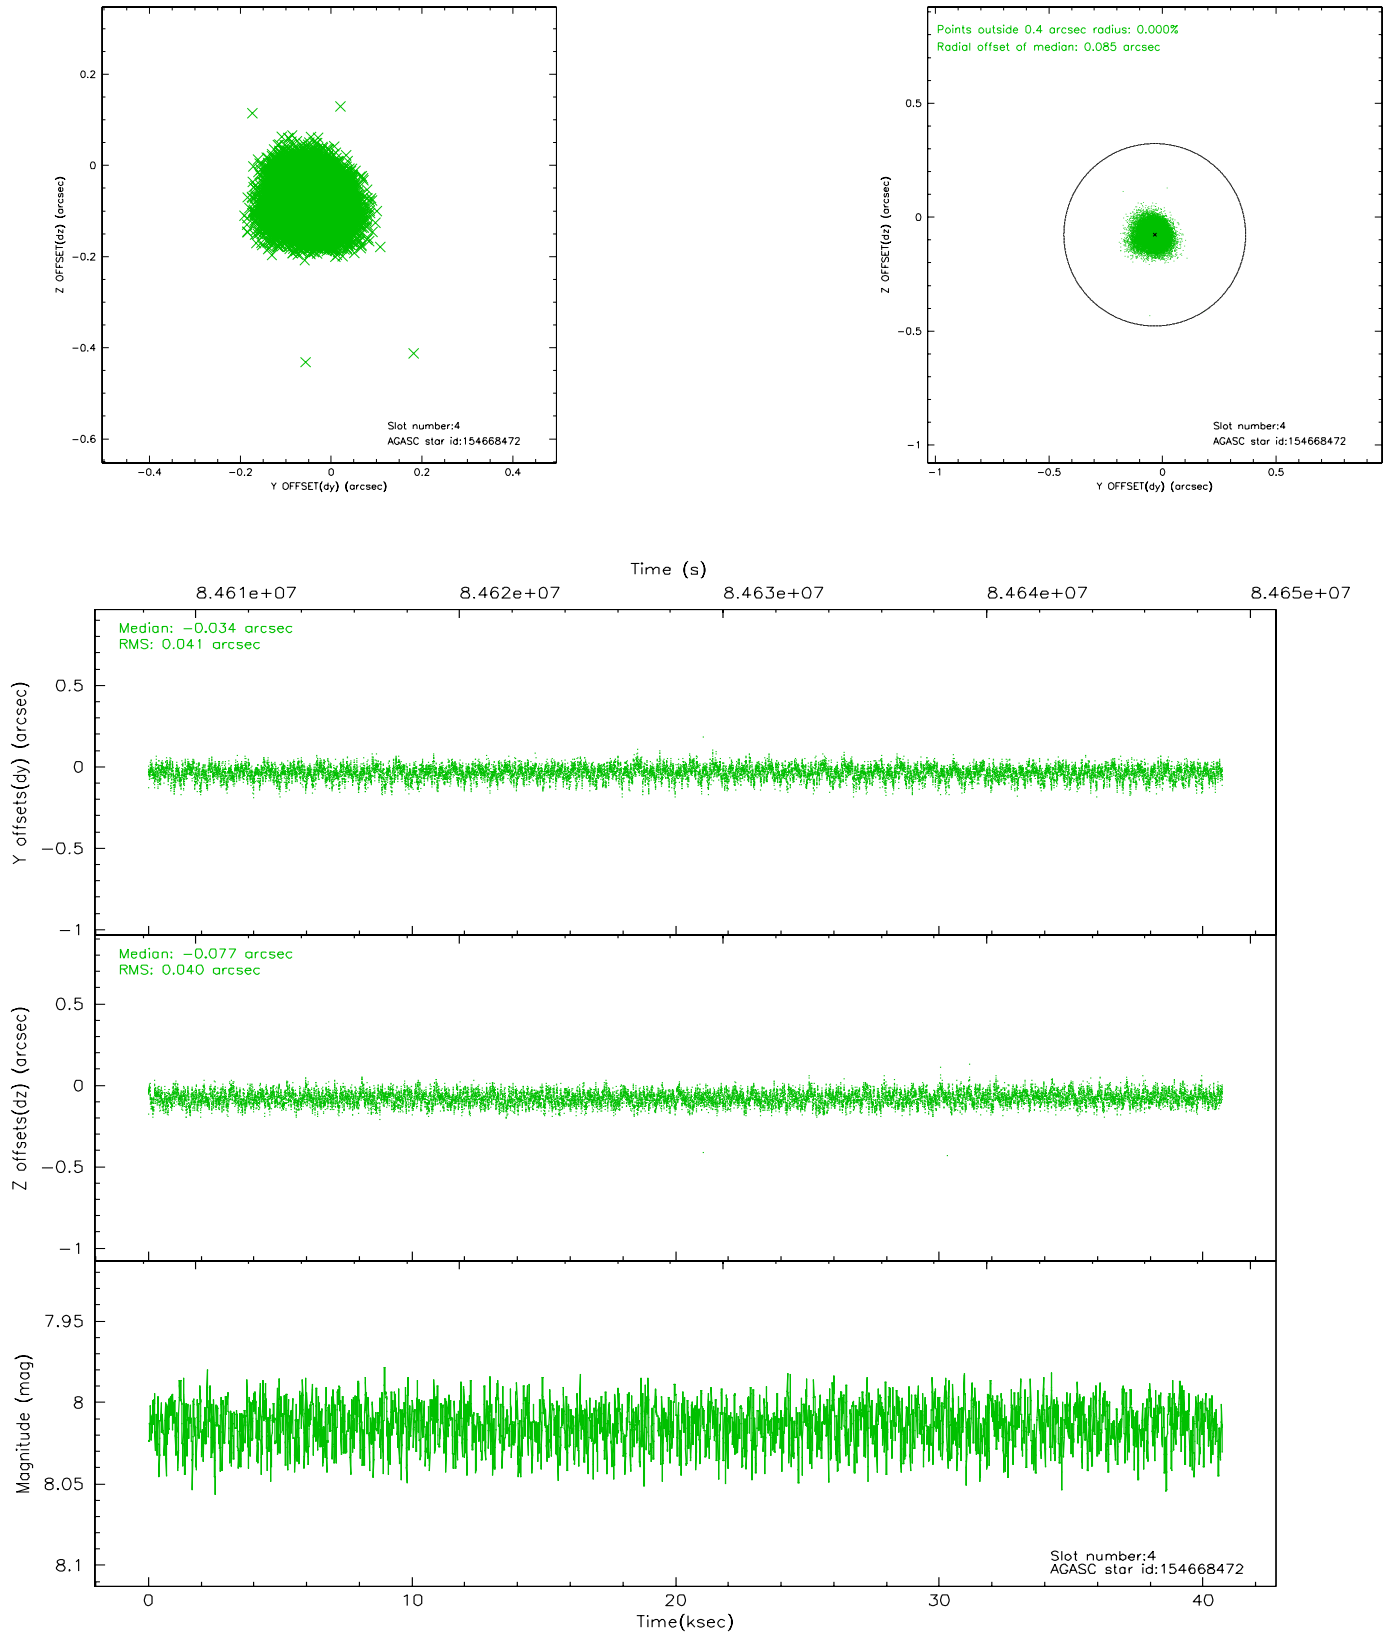 0.2
0
−0.2
−0.4
−0.6
Z OFFSET(dz) (arcsec)
−0.4 −0.2 0 0.2 0.4
Y OFFSET(dy) (arcsec)
Slot number:4
AGASC star id:154668472
Points outside 0.4 arcsec radius: 0.000%
Radial offset of median: 0.085 arcsec
0.5
0
−0.5
−1
Z OFFSET(dz) (arcsec)
−1 −0.5 0 0.5
Y OFFSET(dy) (arcsec)
Slot number:4
AGASC star id:154668472
Time (s)
8.461e+07 8.462e+07 8.463e+07 8.464e+07 8.465e+07
Median: −0.034 arcsec
RMS: 0.041 arcsec
0.5
0
−0.5
−1
Y offsets(dy) (arcsec)
Median: −0.077 arcsec
RMS: 0.040 arcsec
0.5
0
−0.5
−1
Z offsets(dz) (arcsec)
7.95
8
8.05
8.1
Magnitude (mag)
Slot number:4
AGASC star id:154668472
0 10 20 30 40
Time(ksec)